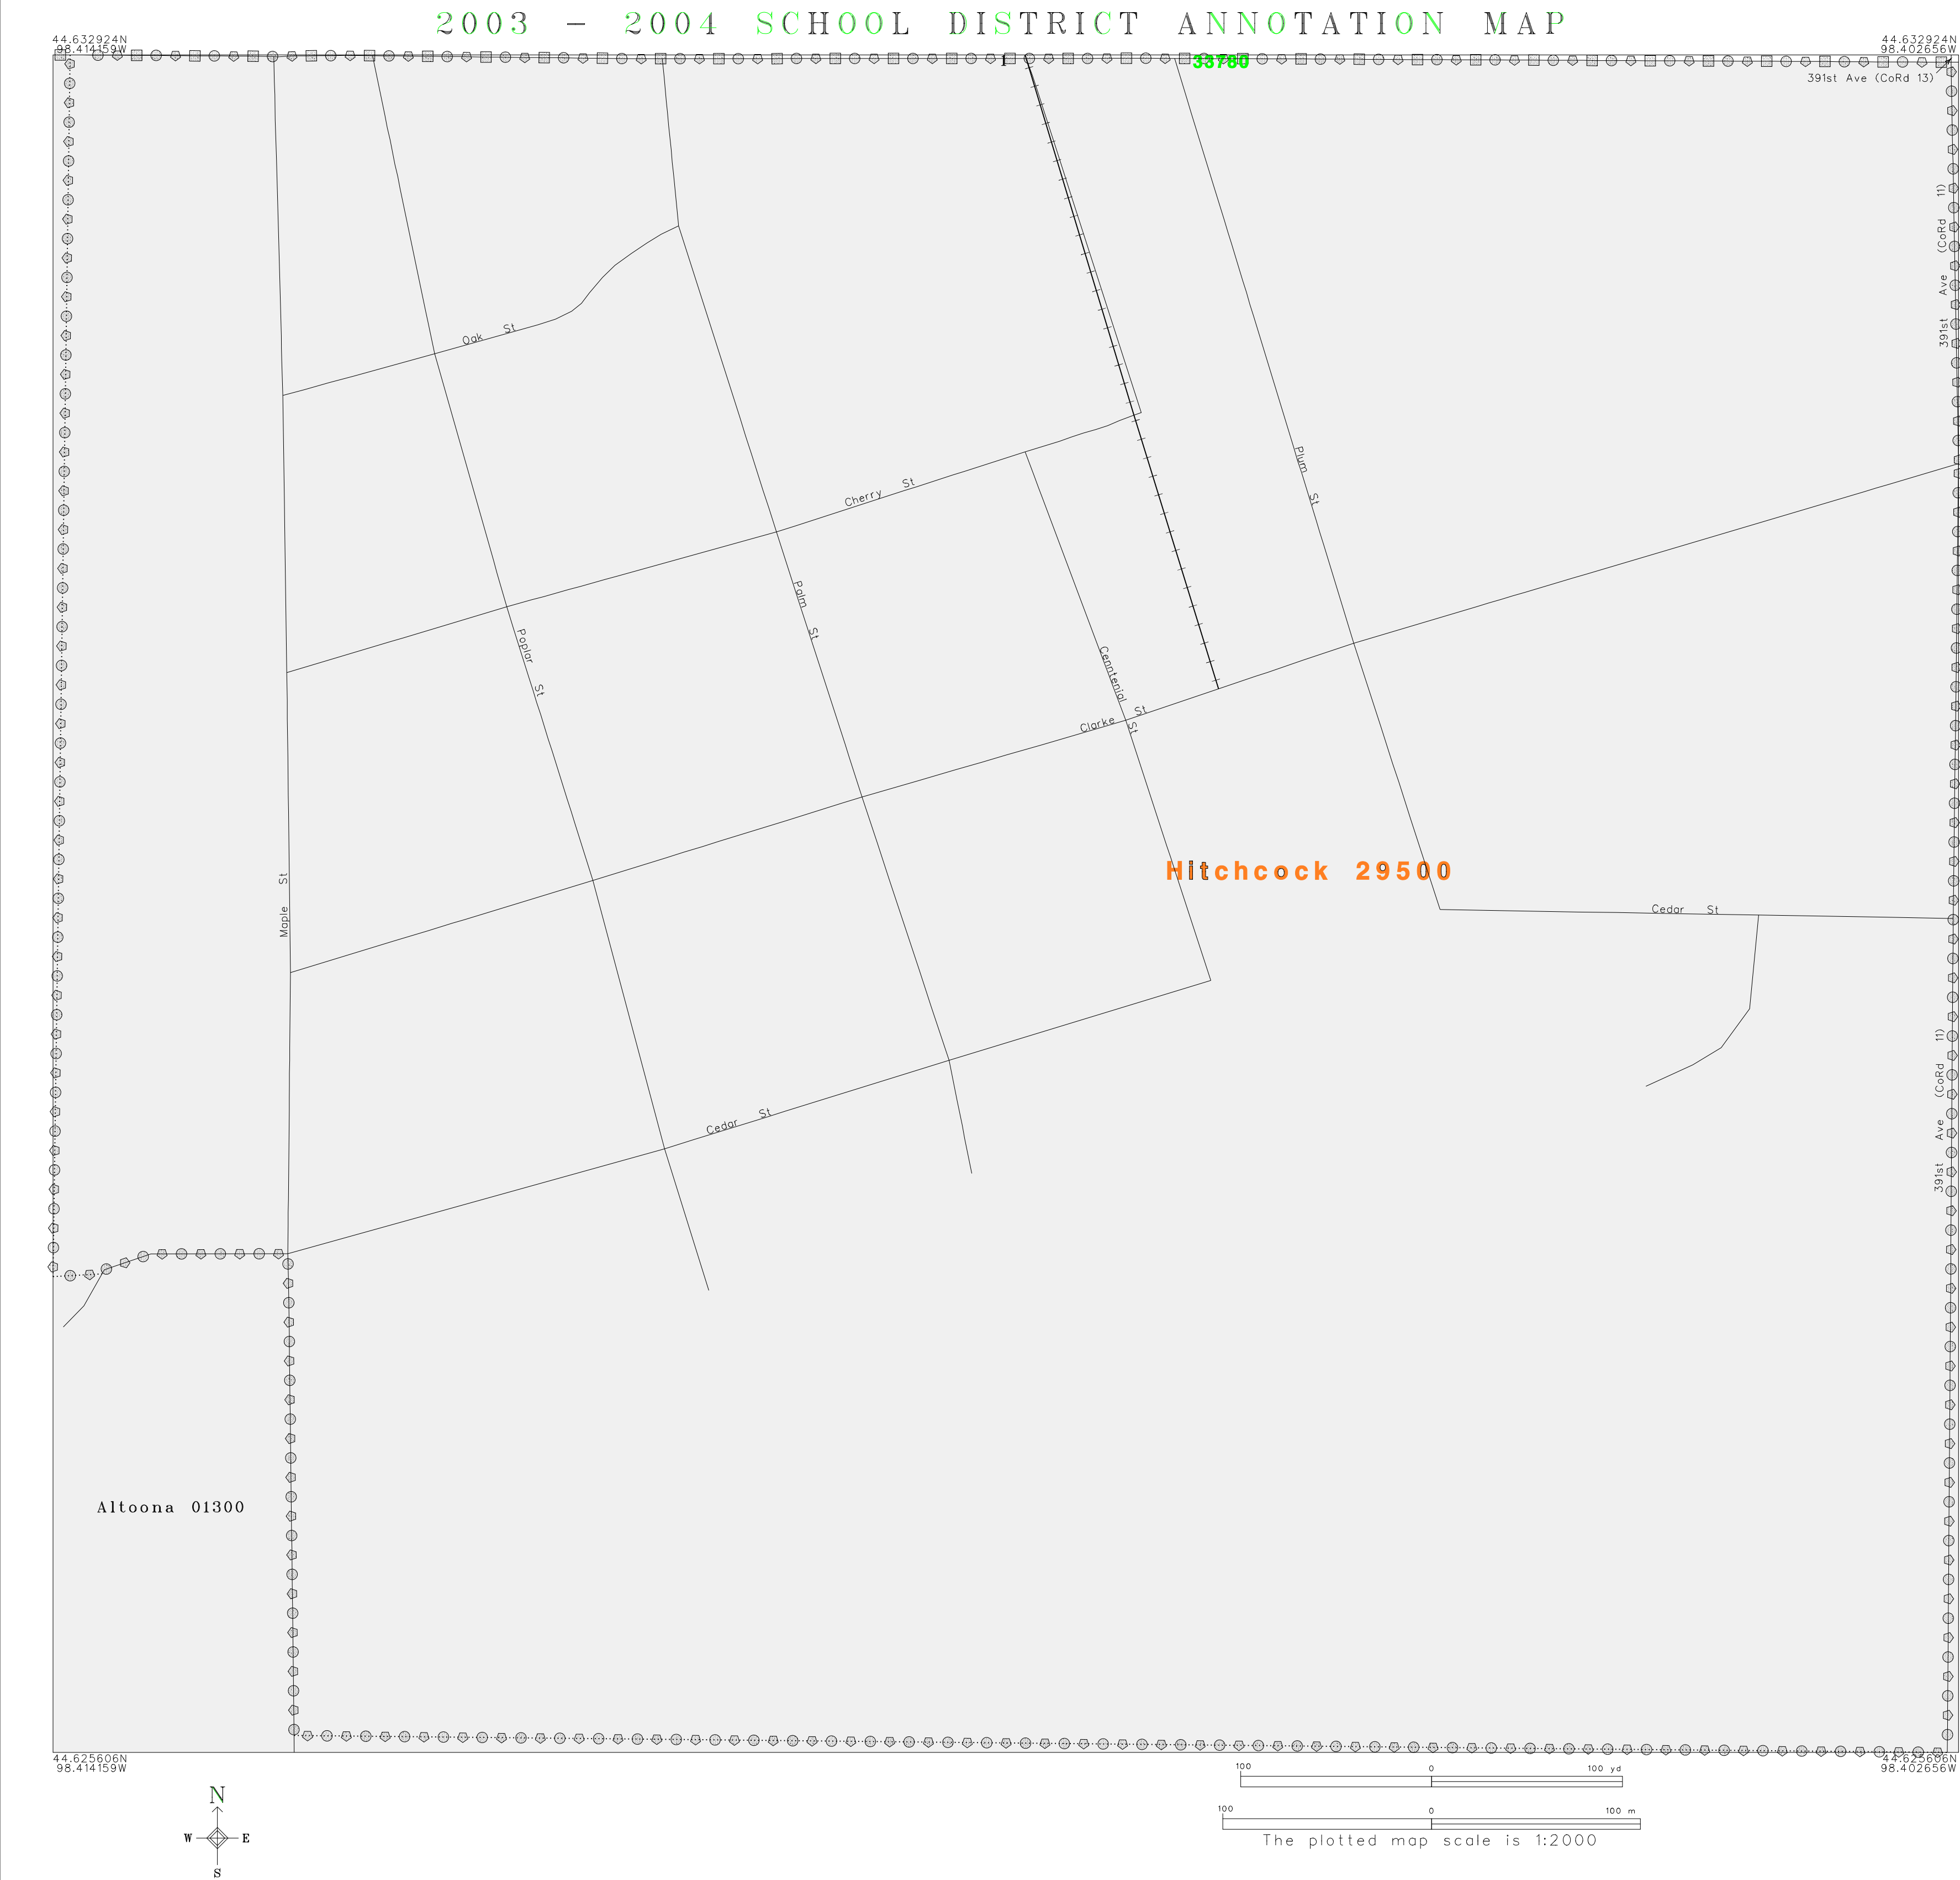 2003 - 2004 SCHOOL DISTRICT ANNOTATION MAP
44.632924N
98.414159W
44.632924N
98.402656W
1
391st Ave (CoRd 13)
391st Ave (CoRd 11)
Oak St
Plum St
Cherry St
Palm St
Poplar St
Cenntenial St
Clarke St
Maple St
Hitchcock 29500
Cedar St
391st Ave (CoRd 11)
Cedar St
Altoona 01300
44.625606N
98.414159W
44.625606N
98.402656W
100 0 100 yd
100 0 100 m
The plotted map scale is 1:2000
N
W E
S